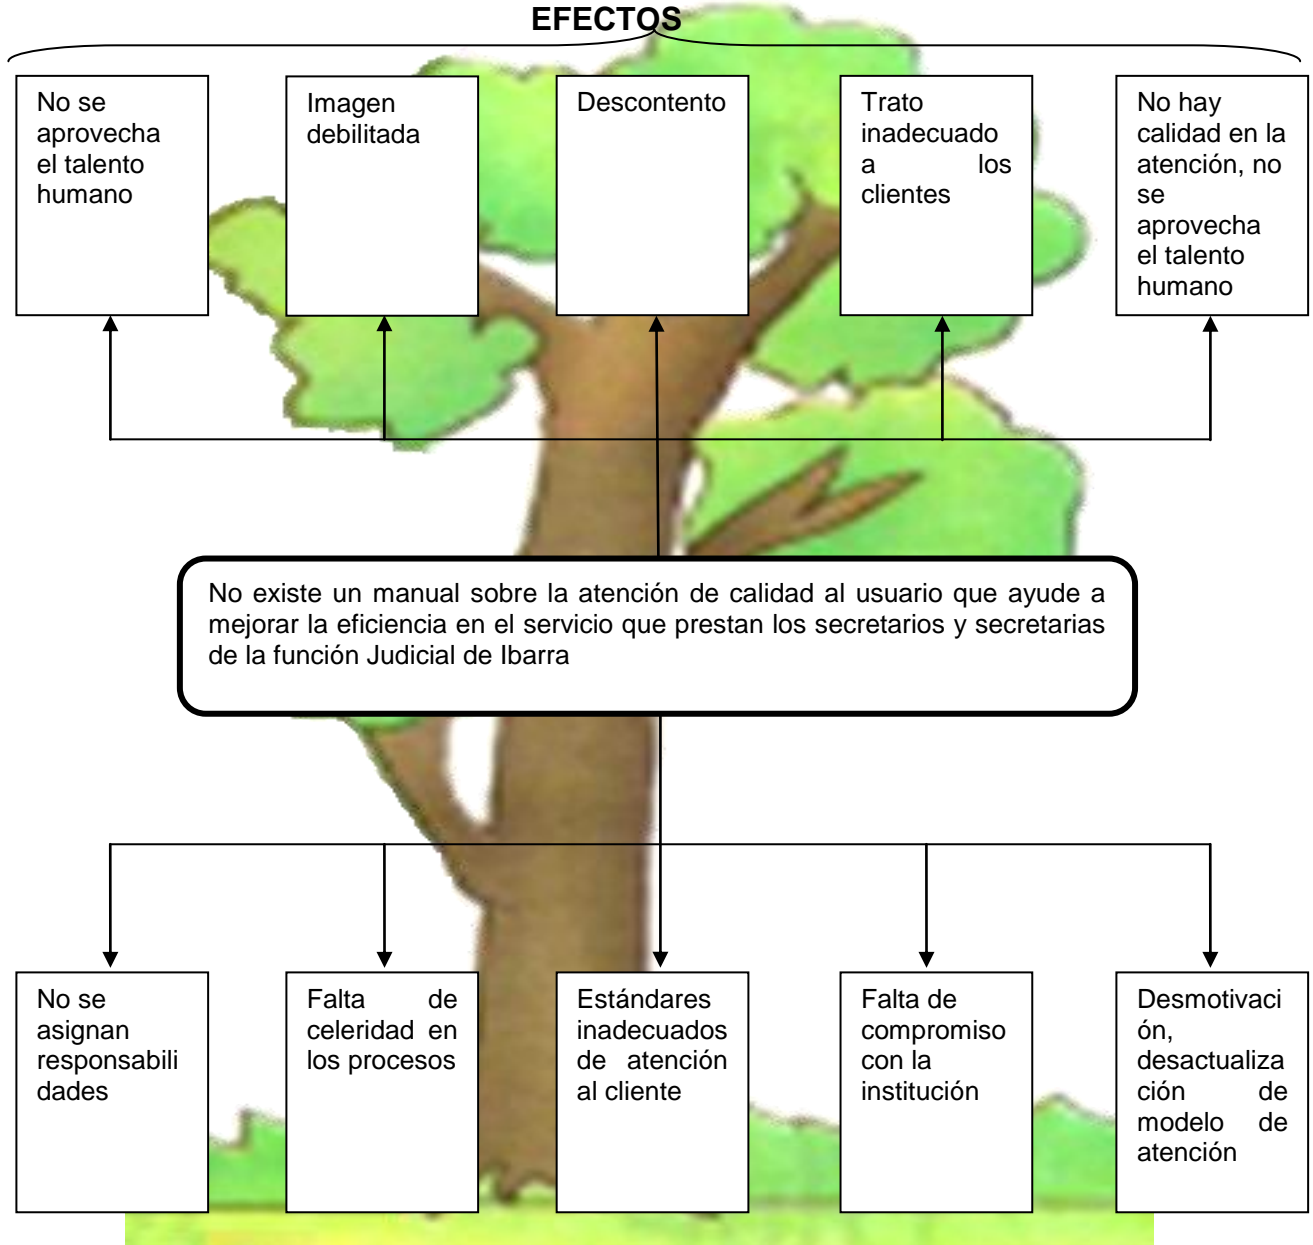 EFECTOS
No se
aprovecha
el talento
humano
Imagen
debilitada
Descontento
Trato
inadecuado
a los
clientes
No hay
calidad en la
atención, no
se
aprovecha
el talento
humano
No existe un manual sobre la atención de calidad al usuario que ayude a
mejorar la eficiencia en el servicio que prestan los secretarios y secretarias
de la función Judicial de Ibarra
No se
asignan
responsabili
dades
Falta de
celeridad en
los procesos
Estándares
inadecuados
de atención
al cliente
Falta de
compromiso
con la
institución
Desmotivaci
ón,
desactualiza
ción de
modelo de
atención